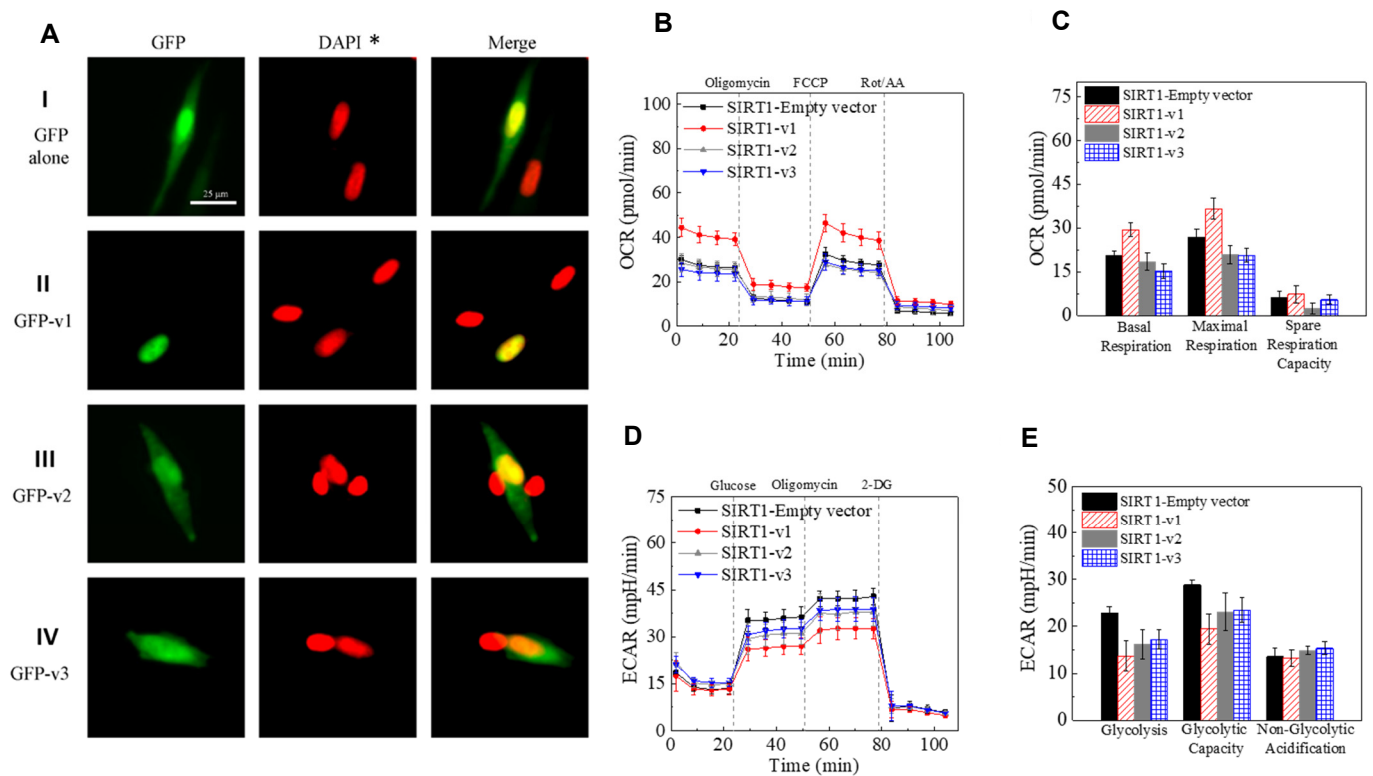 A
GFP
DAPI *
Merge
I
GFP
alone
25 µm
II
GFP-v1
III
GFP-v2
IV
GFP-v3
B
Oligomycin
FCCP
Rot/AA
OCR (pmol/min)
100
80
60
40
20
0
SIRT1-Empty vector
SIRT1-v1
SIRT1-v2
SIRT1-v3
0 20 40 60 80 100
Time (min)
C
OCR (pmol/min)
75
60
45
30
15
0
SIRT1-Empty vector
SIRT1-v1
SIRT1-v2
SIRT1-v3
Basal
Respiration
Maximal
Respiration
Spare
Respiration
Capacity
D
Glucose
Oligomycin
2-DG
ECAR (mpH/min)
75
60
45
30
15
0
SIRT1-Empty vector
SIRT1-v1
SIRT1-v2
SIRT1-v3
0 20 40 60 80 100
Time (min)
E
ECAR (mpH/min)
50
40
30
20
10
0
SIRT1-Empty vector
SIRT1-v1
SIRT1-v2
SIRT1-v3
Glycolysis
Glycolytic
Capacity
Non-Glycolytic
Acidification